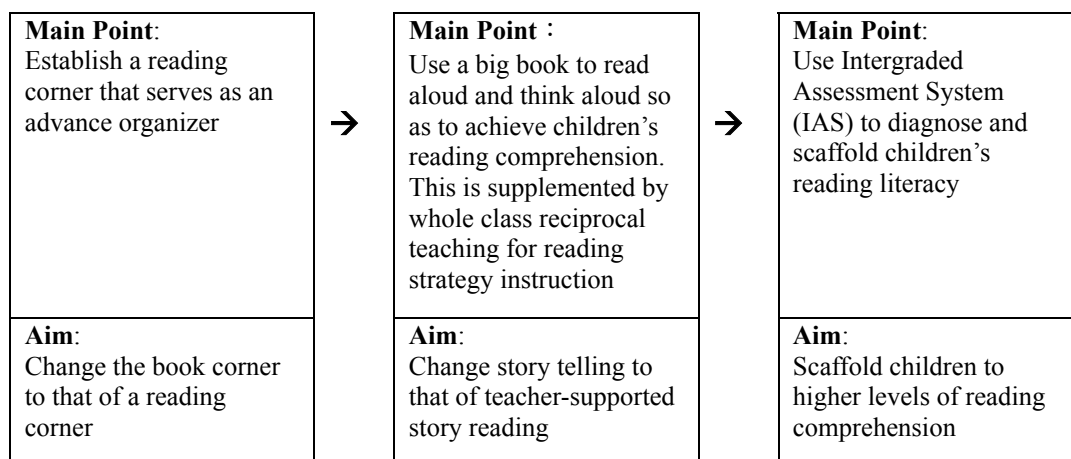 Main Point:
Establish a reading
corner that serves as an
advance organizer
Aim:
Change the book corner
to that of a reading
corner
→
Main Point：
Use a big book to read
aloud and think aloud so
as to achieve children's
reading comprehension.
This is supplemented by
whole class reciprocal
teaching for reading
strategy instruction
Aim:
Change story telling to
that of teacher-supported
story reading
→
Main Point:
Use Intergraded
Assessment System
(IAS) to diagnose and
scaffold children's
reading literacy
Aim:
Scaffold children to
higher levels of reading
comprehension